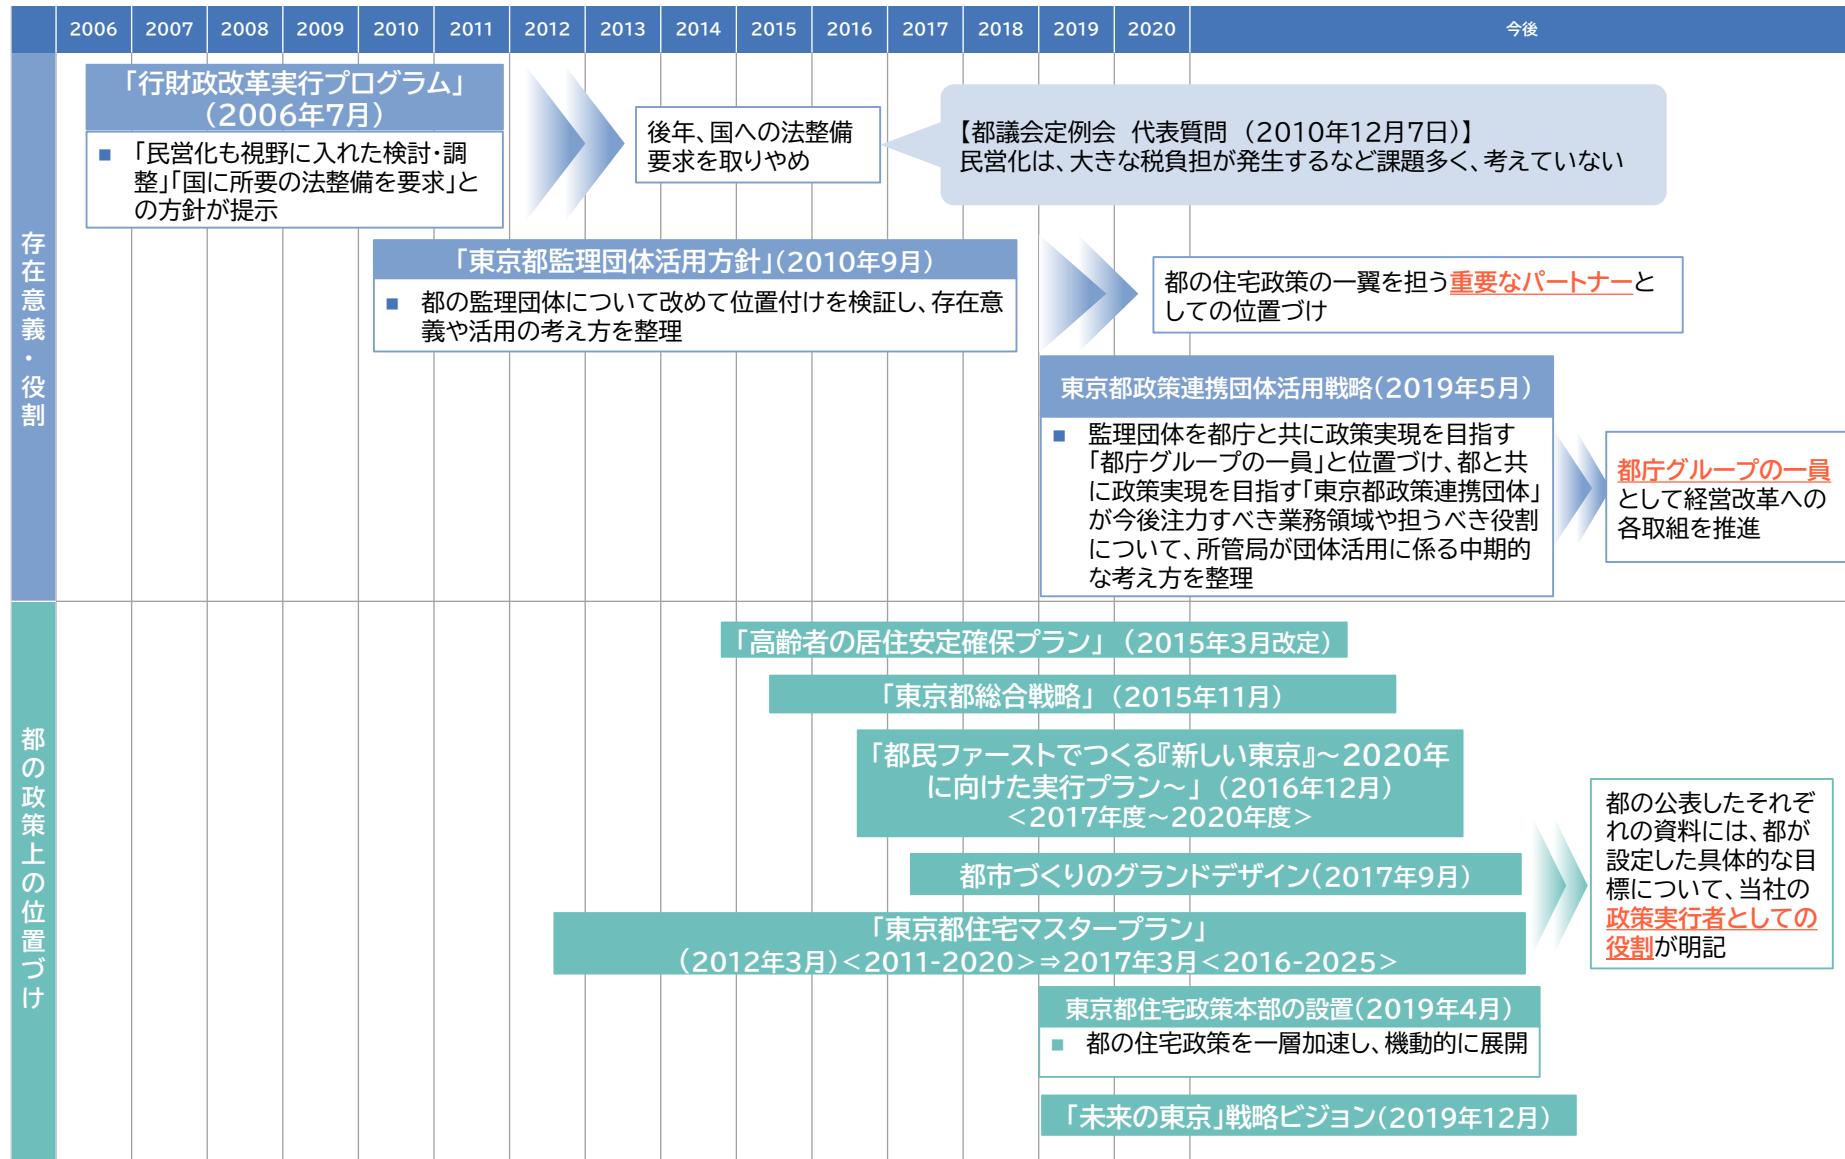 2006 2007 2008 2009 2010 2011 2012 2013 2014 2015 2016 2017 2018 2019 2020 今後
存在意義・役割
「行財政改革実行プログラム」
（2006年7月）
■ 「民営化も視野に入れた検討・調
整」「国に所要の法整備を要求」と
の方針が提示
後年、国への法整備
要求を取りやめ
【都議会定例会 代表質問 （2010年12月7日）】
民営化は、大きな税負担が発生するなど課題多く、考えていない
「東京都監理団体活用方針」（2010年9月）
■ 都の監理団体について改めて位置付けを検証し、存在意
義や活用の考え方を整理
都の住宅政策の一翼を担う重要なパートナーと
しての位置づけ
東京都政策連携団体活用戦略（2019年5月）
■ 監理団体を都庁と共に政策実現を目指す
「都庁グループの一員」と位置づけ、都と共
に政策実現を目指す「東京都政策連携団体」
が今後注力すべき業務領域や担うべき役割
について、所管局が団体活用に係る中期的
な考え方を整理
都庁グループの一員
として経営改革への
各取組を推進
都の政策上の位置づけ
「高齢者の居住安定確保プラン」 （2015年3月改定）
「東京都総合戦略」 （2015年11月）
「都民ファーストでつくる『新しい東京』～2020年
に向けた実行プラン～」 （2016年12月）
＜2017年度～2020年度＞
都市づくりのグランドデザイン（2017年9月）
「東京都住宅マスタープラン」
（2012年3月）＜2011-2020＞⇒2017年3月＜2016-2025＞
東京都住宅政策本部の設置（2019年4月）
■ 都の住宅政策を一層加速し、機動的に展開
「未来の東京」戦略ビジョン（2019年12月）
都の公表したそれぞ
れの資料には、都が
設定した具体的な目
標について、当社の
政策実行者としての
役割が明記